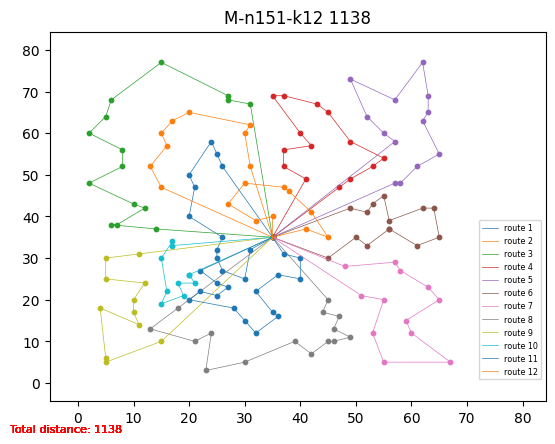 M-n151-k12 1138
80
70
60
50
40
30
20
10
0
route 1
route 2
route 3
route 4
route 5
route 6
route 7
route 8
route 9
route 10
route 11
route 12
0 10 20 30 40 50 60 70 80
Total distance: 1138